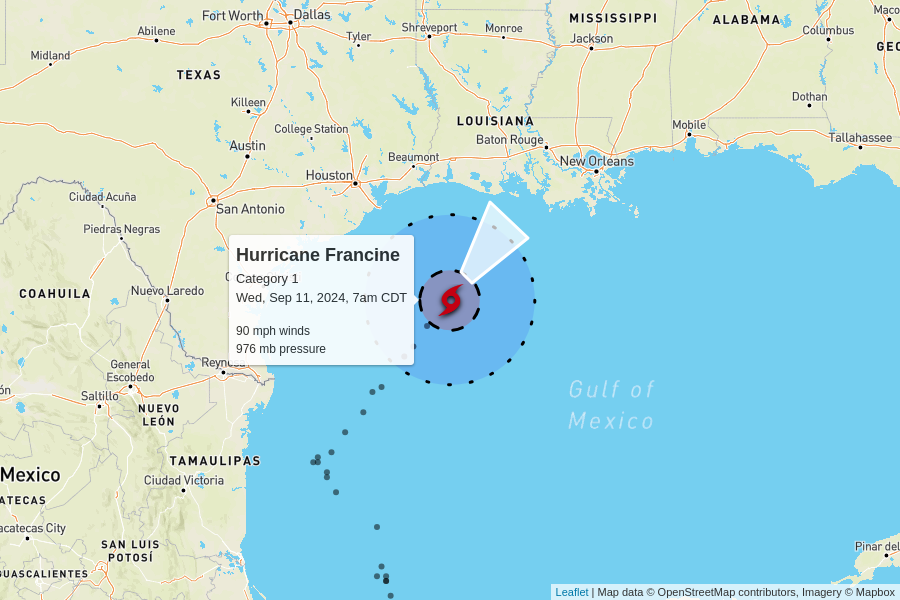 Fort Worth
Dallas
MISSISSIPPI
ALABAMA
Maco
Abilene
Tyler
Shreveport
Monroe
Jackson
Columbus
GEO
Midland
TEXAS
Killeen
LOUISIANA
Dothan
College Station
Austin
Baton Rouge
Mobile
Tallahassee
Beaumont
New Orleans
Houston
Ciudad Acuña
San Antonio
Piedras Negras
Hurricane Francine
Category 1
Wed, Sep 11, 2024, 7am CDT
90 mph winds
976 mb pressure
COAHUILA
Nuevo Laredo
General
Escobedo
Reynosa
Saltillo
NUEVO
LEÓN
Gulf of
Mexico
TAMAULIPAS
Mexico
Ciudad Victoria
ATECAS
acatecas City
SAN LUIS
POTOSÍ
GUASCALIENTES
Pinar del
Leaflet | Map data © OpenStreetMap contributors, Imagery © Mapbox